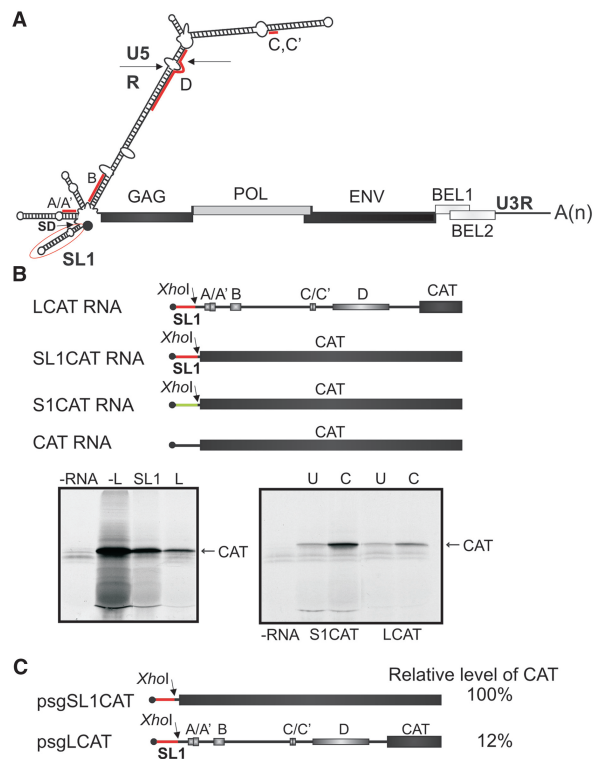 A
U5
R
D
C,C'
B
A/A'
SD
SL1
GAG
POL
ENV
BEL1
BEL2
U3R
A(n)
B
LCAT RNA
XhoI
A/A' B C/C' D CAT
SL1
SL1CAT RNA
XhoI
CAT
SL1
S1CAT RNA
XhoI
CAT
CAT RNA
CAT
-RNA -L SL1 L
← CAT
U C U C
← CAT
-RNA S1CAT LCAT
C
Relative level of CAT
psgSL1CAT
XhoI
100%
psgLCAT
XhoI
A/A' B C/C' D CAT
SL1
12%